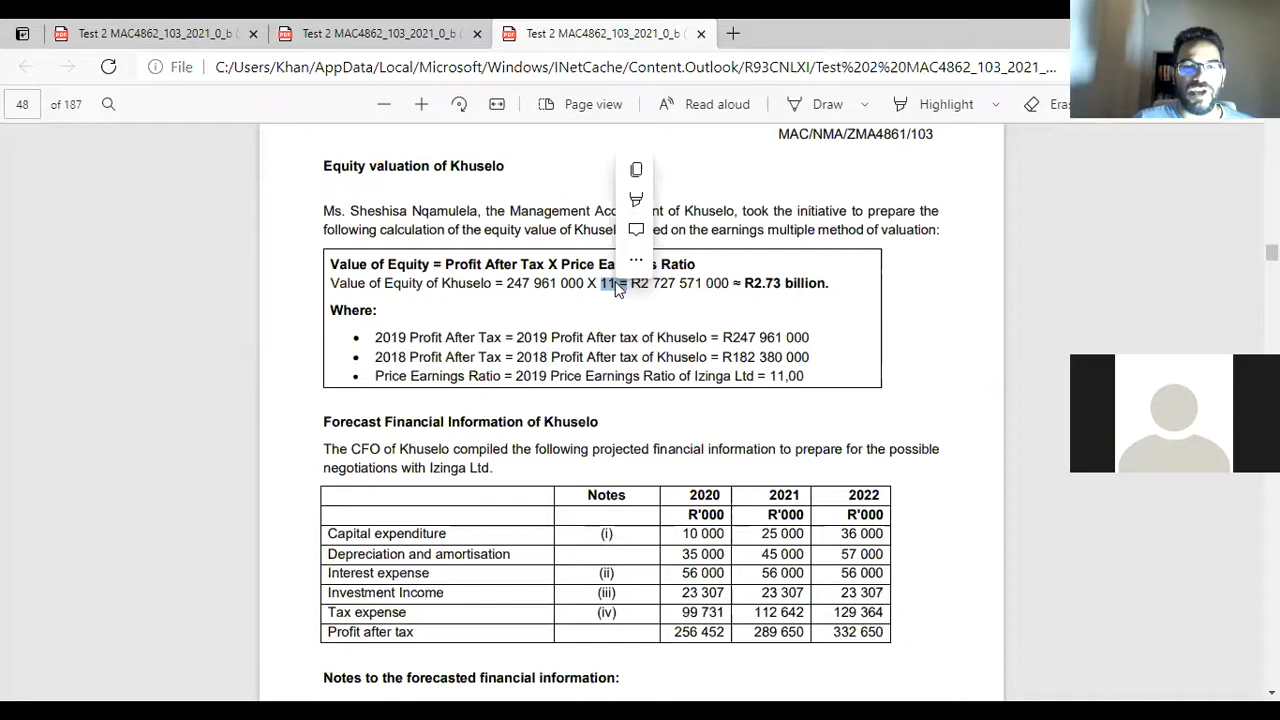 Test 2 MAC4862_103_2021_0_b ( Test 2 MAC4862_103_2021_0_b ( Test 2 MAC4862_103_2021_0_b (
File C:/Users/Khan/AppData/Local/Microsoft/Windows/INetCache/Content.Outlook/R93CNLXI/Test%202%20MAC4862_103_2021_...
48 of 187 Page view Read aloud Draw Highlight
MAC/NMA/ZMA4861/103
Equity valuation of Khuselo
Ms. Sheshisa Nqamulela, the Management of Khuselo, took the initiative to prepare the
following calculation of the equity value of on the earnings multiple method of valuation:
Value of Equity = Profit After Tax X Price Ratio
Value of Equity of Khuselo = 247 961 000 X 11 = R2 727 571 000 ≈ R2.73 billion.
Where:
• 2019 Profit After Tax = 2019 Profit After tax of Khuselo = R247 961 000
• 2018 Profit After Tax = 2018 Profit After tax of Khuselo = R182 380 000
• Price Earnings Ratio = 2019 Price Earnings Ratio of Izinga Ltd = 11,00
Forecast Financial Information of Khuselo
The CFO of Khuselo compiled the following projected financial information to prepare for the possible
negotiations with Izinga Ltd.
Notes 2020 2021 2022
R'000 R'000 R'000
Capital expenditure (i) 10 000 25 000 36 000
Depreciation and amortisation 35 000 45 000 57 000
Interest expense (ii) 56 000 56 000 56 000
Investment Income (iii) 23 307 23 307 23 307
Tax expense (iv) 99 731 112 642 129 364
Profit after tax 256 452 289 650 332 650
Notes to the forecasted financial information: